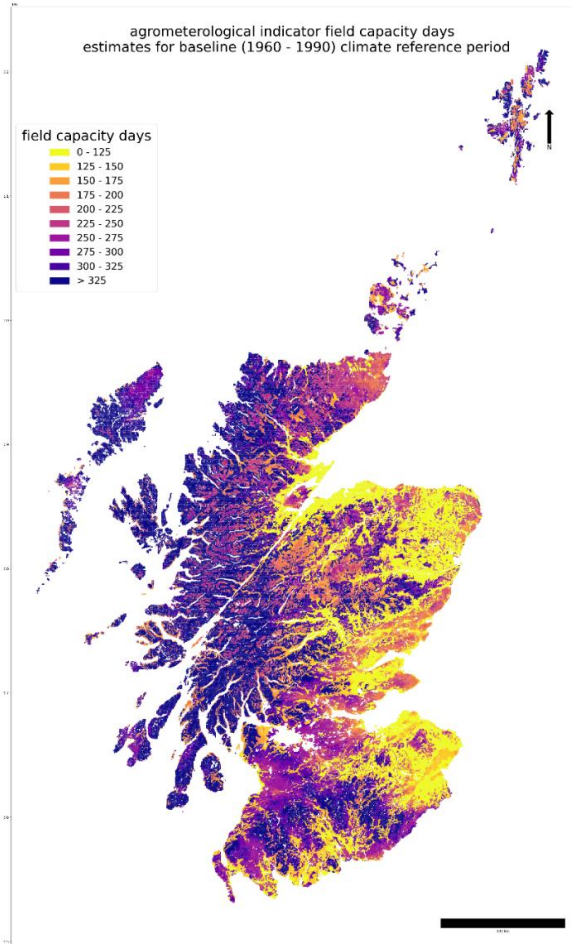 agrometerological indicator field capacity days
estimates for baseline (1960 - 1990) climate reference period
field capacity days
0 - 125
125 - 150
150 - 175
175 - 200
200 - 225
225 - 250
250 - 275
275 - 300
300 - 325
> 325
N